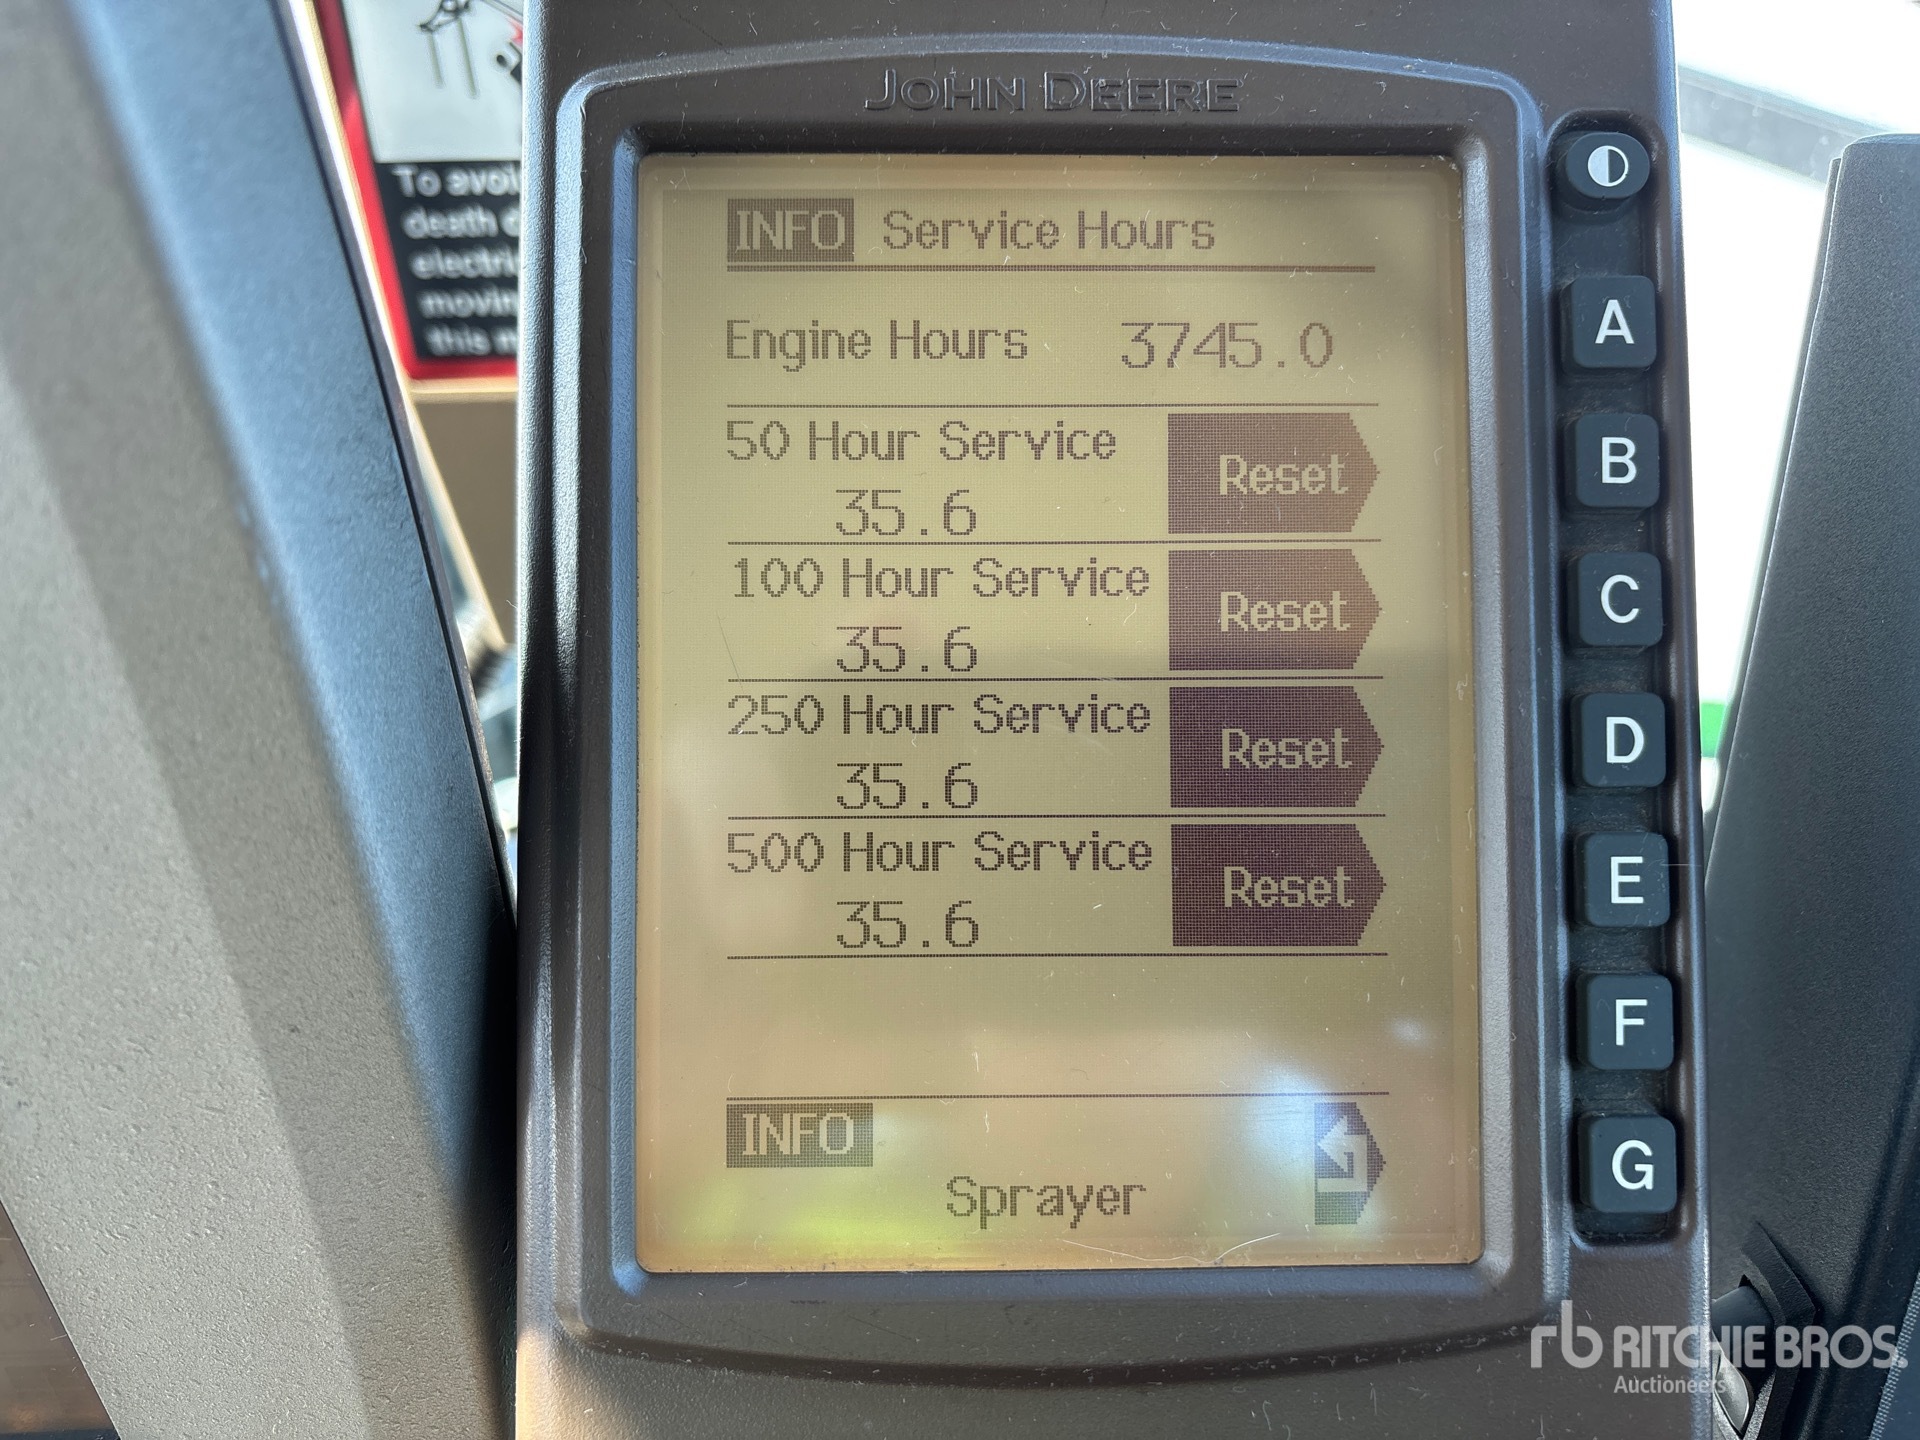 JOHN DEERE
To avoi
death
electri
movin
this
INFO Service Hours
Engine Hours 3745.0
50 Hour Service
35.6
Reset
100 Hour Service
35.6
Reset
250 Hour Service
35.6
Reset
500 Hour Service
35.6
Reset
INFO
Sprayer
A
B
C
D
E
F
G
rb RITCHIE BROS.
Auctioneers